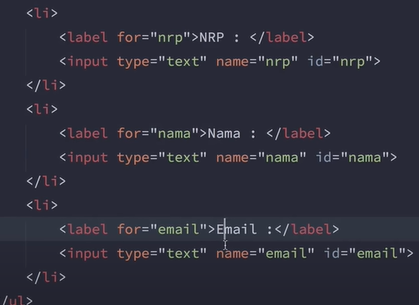 <li>
<label for="nrp">NRP : </label>
<input type="text" name="nrp" id="nrp">
</li>
<li>
<label for="nama">Nama : </label>
<input type="text" name="nama" id="nama">
</li>
<li>
<label for="email">Email :</label>
<input type="text" name="email" id="email">
</li>
/ul>